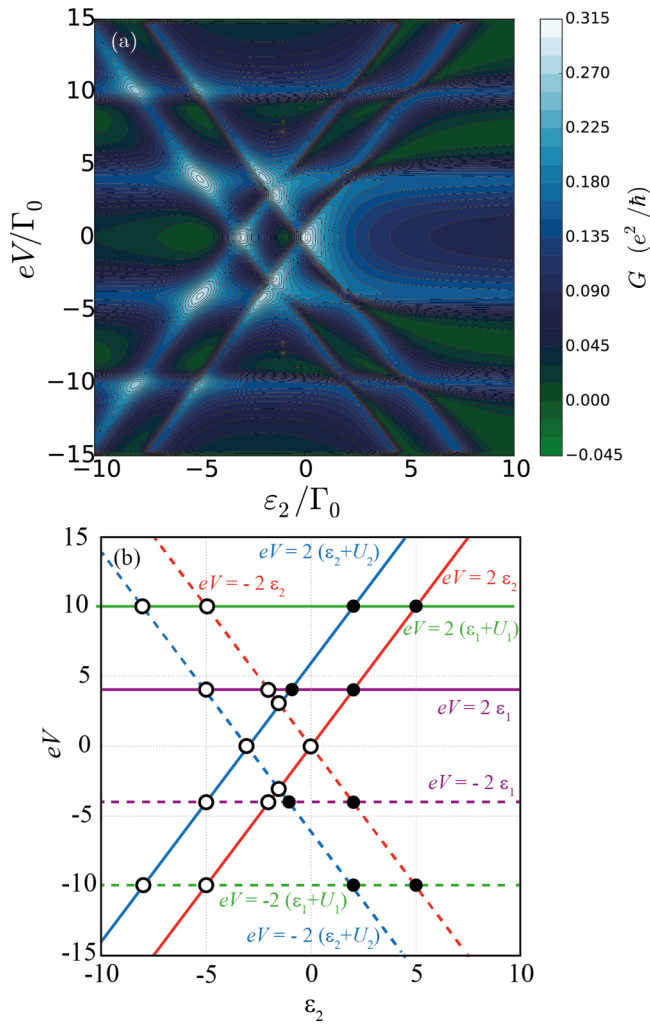 (a)
15
10
5
0
−5
−10
−15
eV/Γ₀
−10 −5 0 5 10
ε₂/Γ₀
0.315
0.270
0.225
0.180
0.135
0.090
0.045
0.000
−0.045
G (e²/ħ)
(b)
15
10
5
0
-5
-10
-15
eV
eV = 2 (ε₂+U₂)
eV = - 2 ε₂
eV = 2 ε₂
eV = 2 (ε₁+U₁)
eV = 2 ε₁
eV = - 2 ε₁
eV = -2 (ε₁+U₁)
eV = - 2 (ε₂+U₂)
-10 -5 0 5 10
ε₂